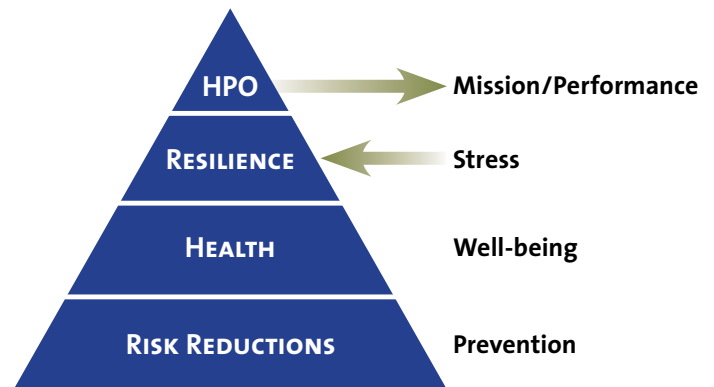 HPO
Mission/Performance
Resilience
Stress
Health
Well-being
Risk Reductions
Prevention